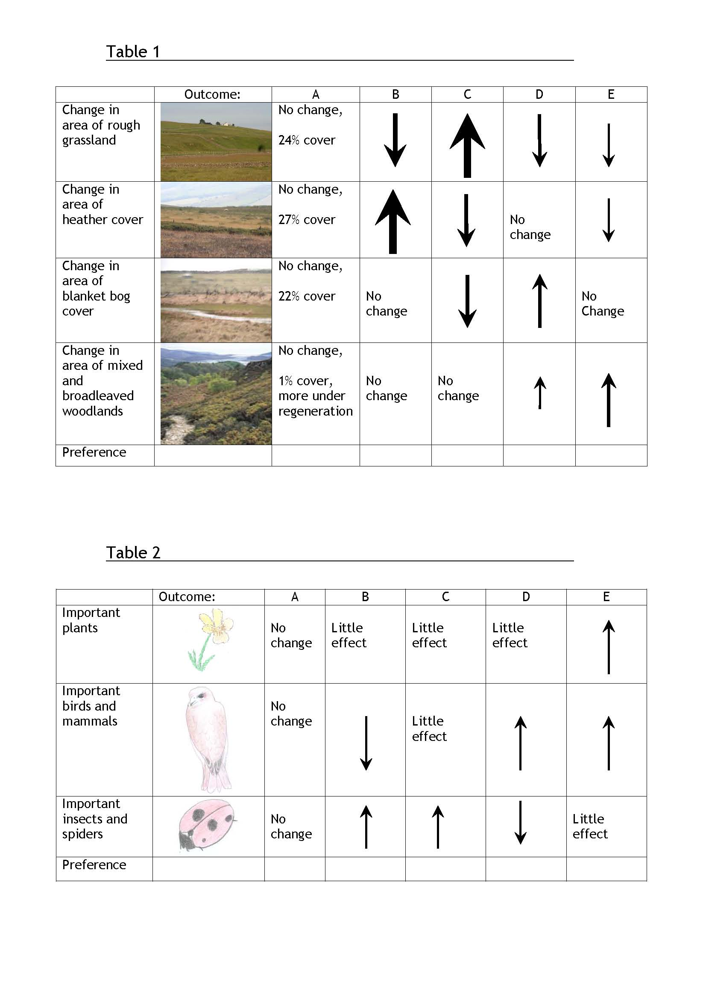 Table 1
Outcome: A B C D E
Change in
area of rough
grassland
No change,
24% cover
Change in
area of
heather cover
No change,
27% cover
No
change
Change in
area of
blanket bog
cover
No change,
22% cover
No
change
No
Change
Change in
area of mixed
and
broadleaved
woodlands
No change,
1% cover,
more under
regeneration
No
change
No
change
Preference
Table 2
Outcome: A B C D E
Important
plants
No
change
Little
effect
Little
effect
Little
effect
Important
birds and
mammals
No
change
Little
effect
Important
insects and
spiders
No
change
Little
effect
Preference